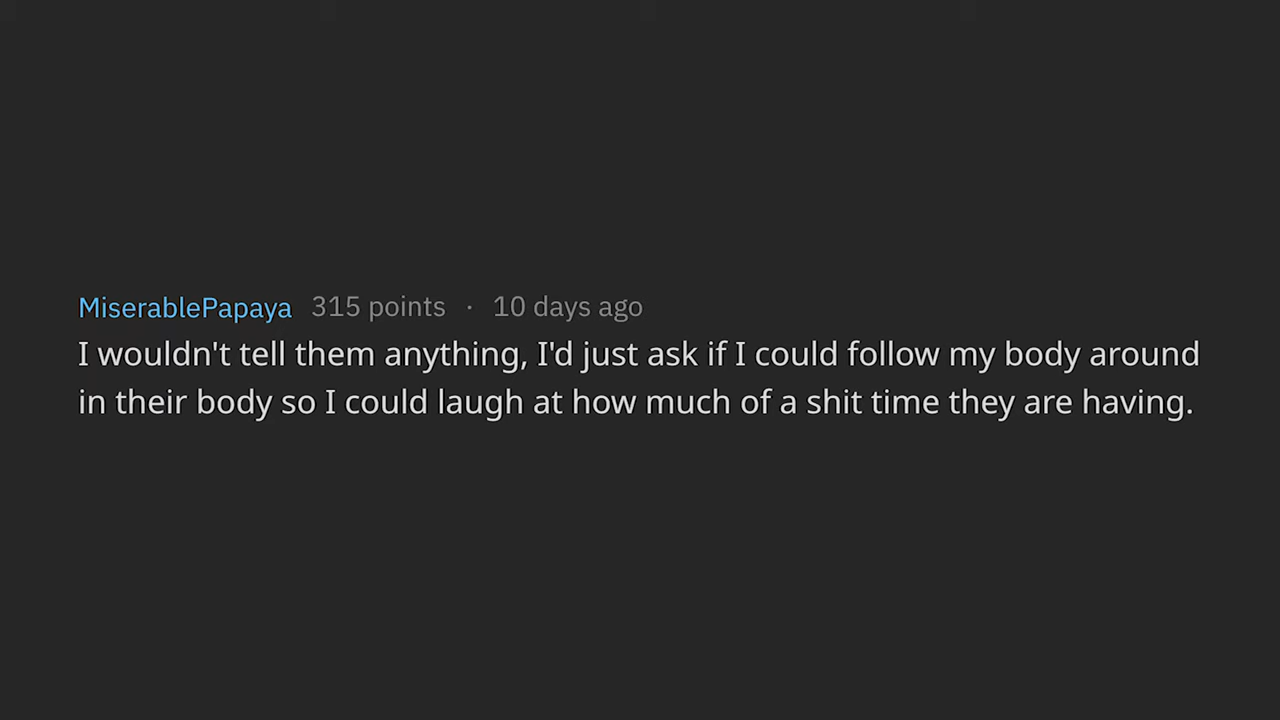 MiserablePapaya 315 points · 10 days ago
I wouldn't tell them anything, I'd just ask if I could follow my body around
in their body so I could laugh at how much of a shit time they are having.